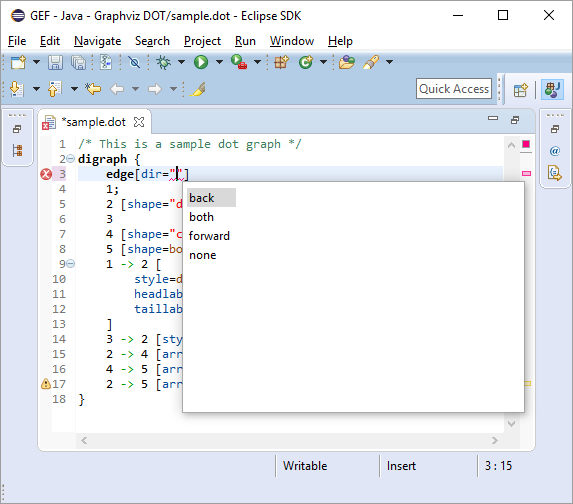 GEF - Java - Graphviz DOT/sample.dot - Eclipse SDK
File Edit Navigate Search Project Run Window Help
Quick Access
*sample.dot
1 /* This is a sample dot graph */
2 digraph {
3 edge[dir=""]
4 1;
5 2 [shape="d
6 3
7 4 [shape="c
8 5 [shape=bo
9 1 -> 2 [
10 style=d
11 headlab
12 taillab
13 ]
14 3 -> 2 [sty
15 2 -> 4 [arr
16 4 -> 5 [arr
17 2 -> 5 [arr
18 }
back
both
forward
none
Writable Insert 3 : 15